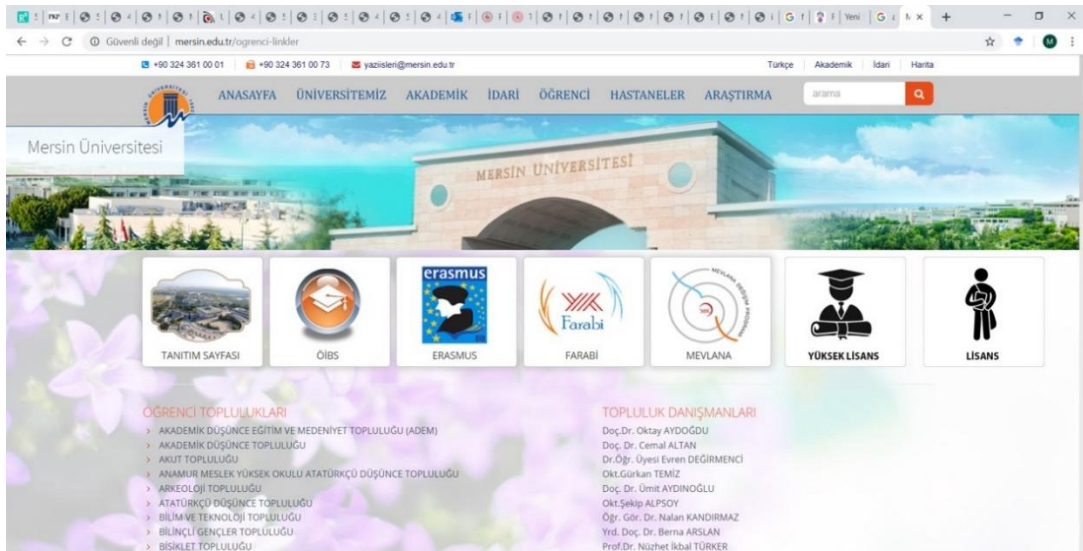 Yeni
Güvenli değil | mersin.edu.tr/ogrenci-linkler
+90 324 361 00 01 +90 324 361 00 73 yaziisleri@mersin.edu.tr Türkçe Akademik İdari Harita
ANASAYFA ÜNİVERSİTEMİZ AKADEMİK İDARİ ÖĞRENCİ HASTANELER ARAŞTIRMA arama
Mersin Üniversitesi
MERSİN ÜNİVERSİTESİ
erasmus
Farabi
TANITIM SAYFASI ÖİBS ERASMUS FARABİ MEVLANA YÜKSEK LİSANS LİSANS
ÖĞRENCİ TOPLULUKLARI
AKADEMİK DÜŞÜNCE EĞİTİM VE MEDENİYET TOPLULUĞU (ADEM)
AKADEMİK DÜŞÜNCE TOPLULUĞU
AKUT TOPLULUĞU
ANAMUR MESLEK YÜKSEK OKULU ATATÜRKÇÜ DÜŞÜNCE TOPLULUĞU
ARKEOLOJİ TOPLULUĞU
ATATÜRKÇÜ DÜŞÜNCE TOPLULUĞU
BİLİM VE TEKNOLOJİ TOPLULUĞU
BİLİNÇLİ GENÇLER TOPLULUĞU
BİSİKLET TOPLULUĞU
TOPLULUK DANIŞMANLARI
Doç.Dr. Oktay AYDOĞDU
Doç. Dr. Cemal ALTAN
Dr.Öğr. Üyesi Evren DEĞİRMENCİ
Okt.Gürkan TEMİZ
Doç. Dr. Ümit AYDINOĞLU
Okt.Şekip ALPSOY
Öğr. Gör. Dr. Nalan KANDIRMAZ
Yrd. Doç. Dr. Berna ARSLAN
Prof.Dr. Nüzhet İkbal TÜRKER